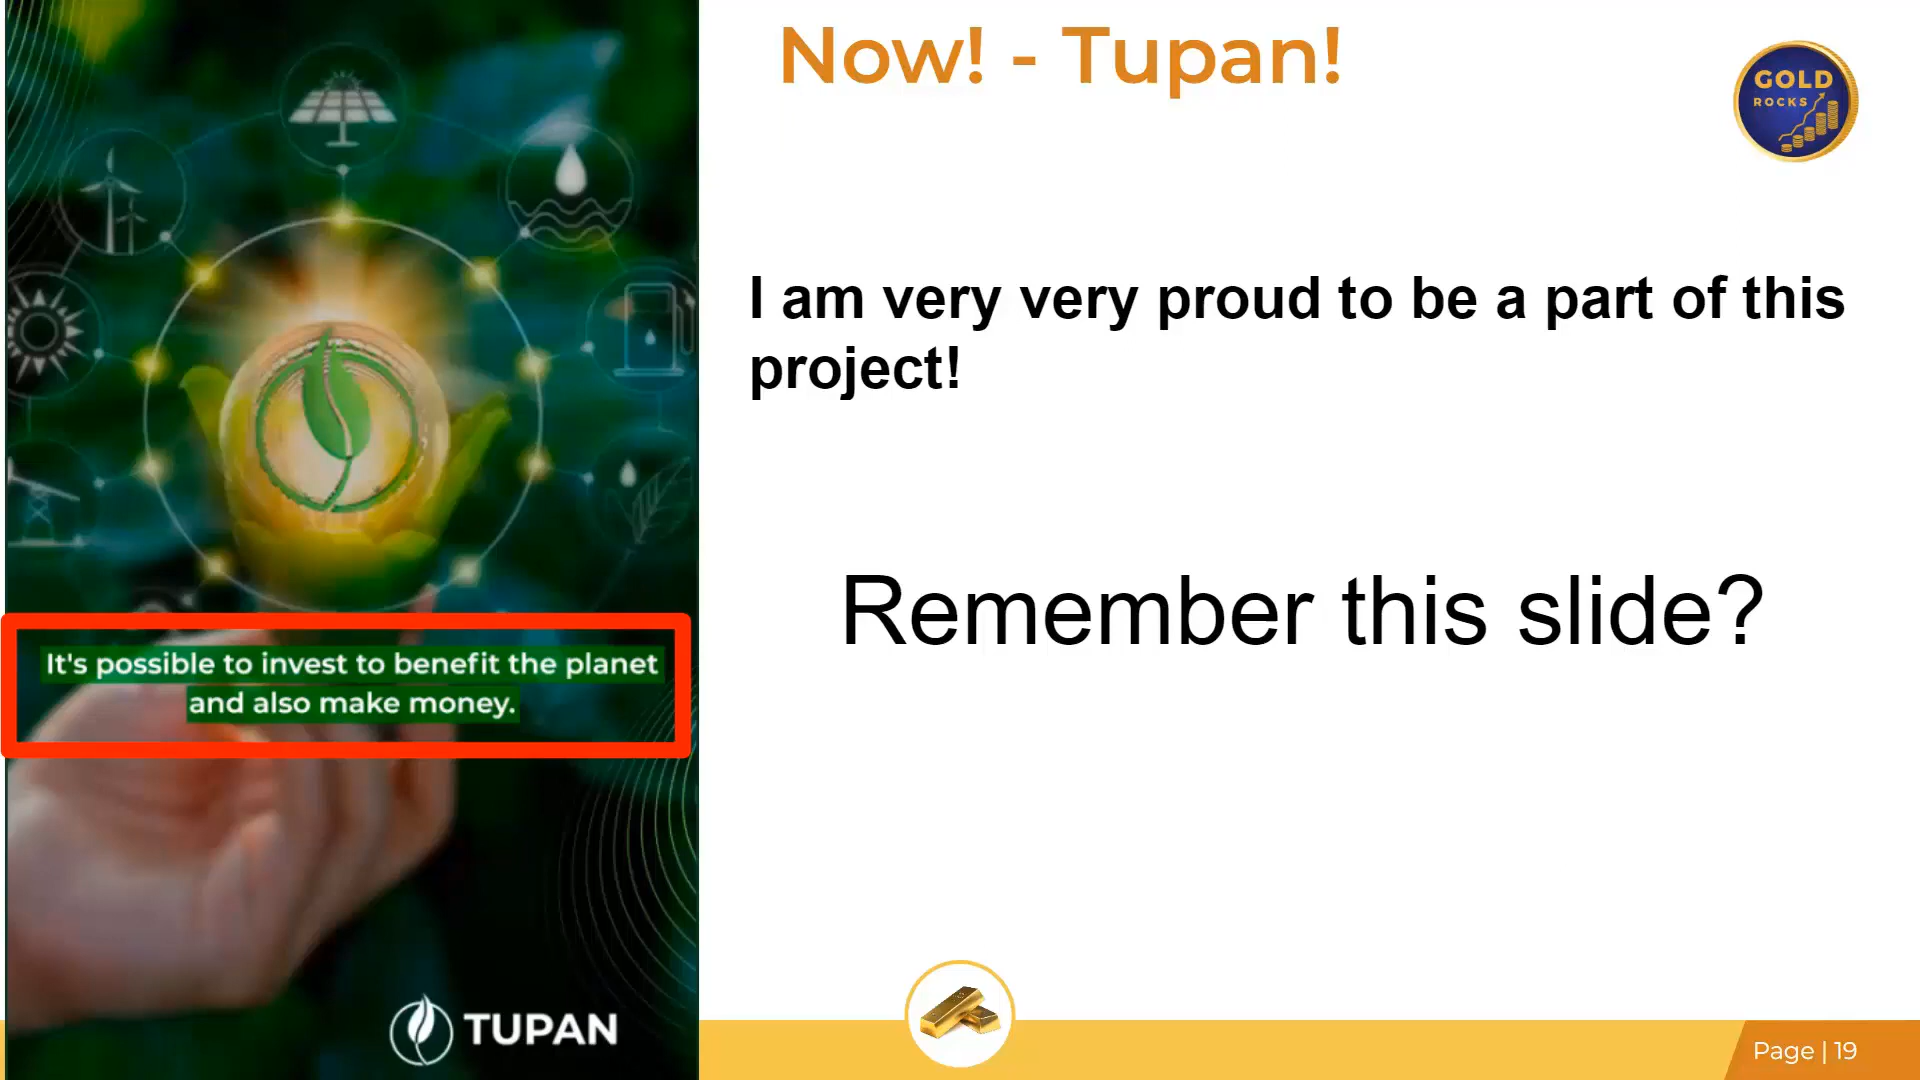 Now! - Tupan!
GOLD
ROCKS
I am very very proud to be a part of this
project!
Remember this slide?
It's possible to invest to benefit the planet
and also make money.
TUPAN
Page | 19